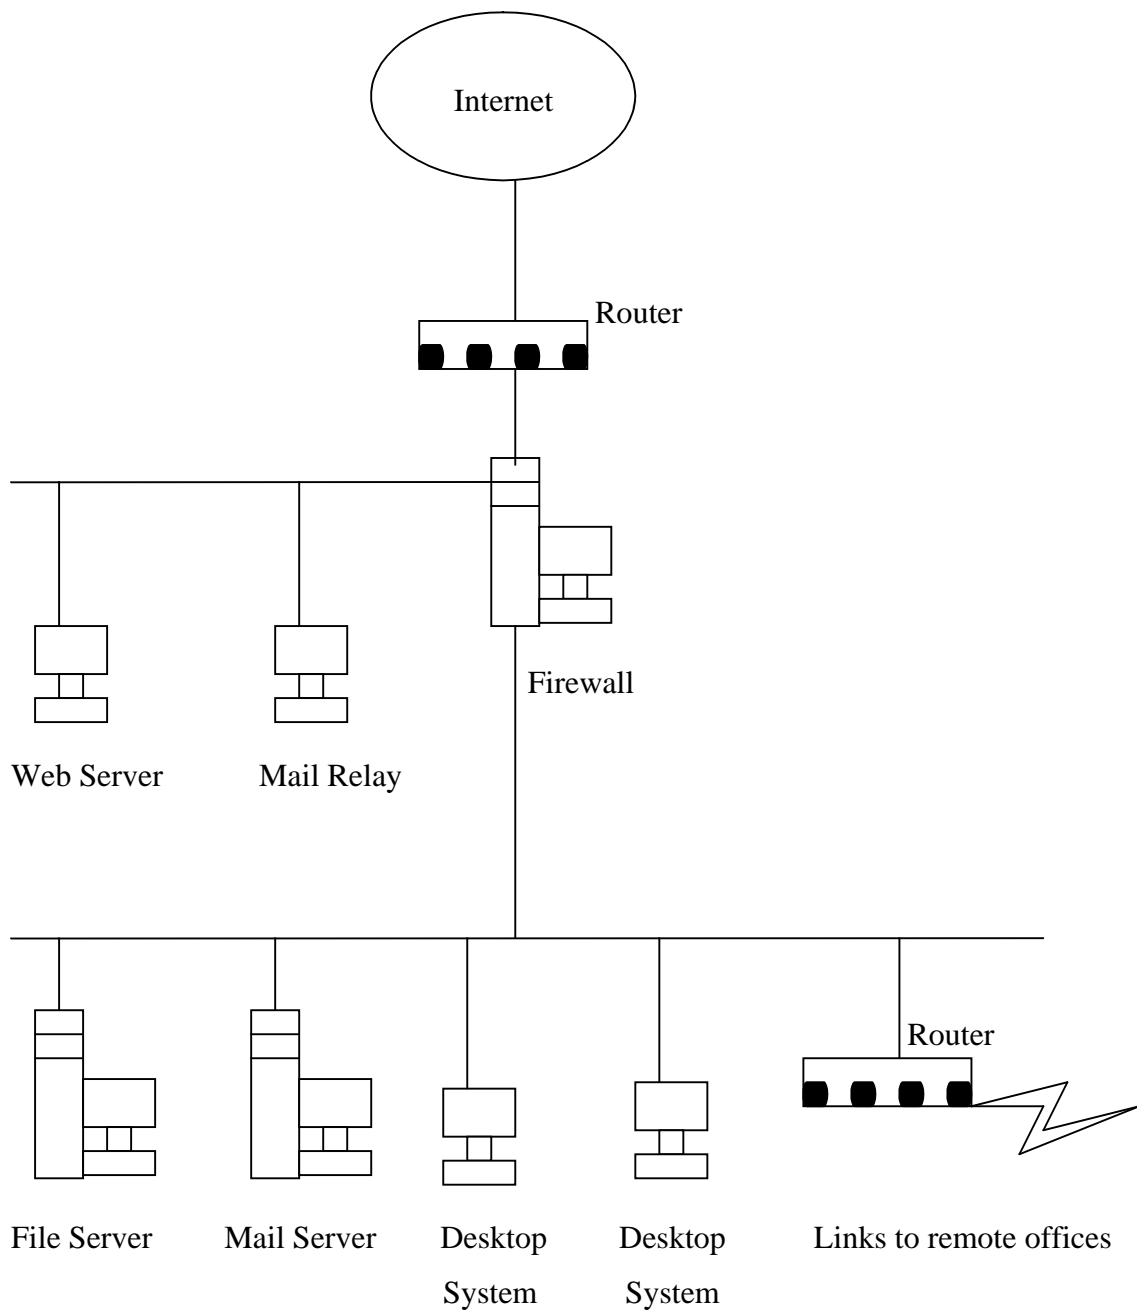 Internet
Router
Firewall
Web Server
Mail Relay
Router
File Server
Mail Server
Desktop
System
Desktop
System
Links to remote offices